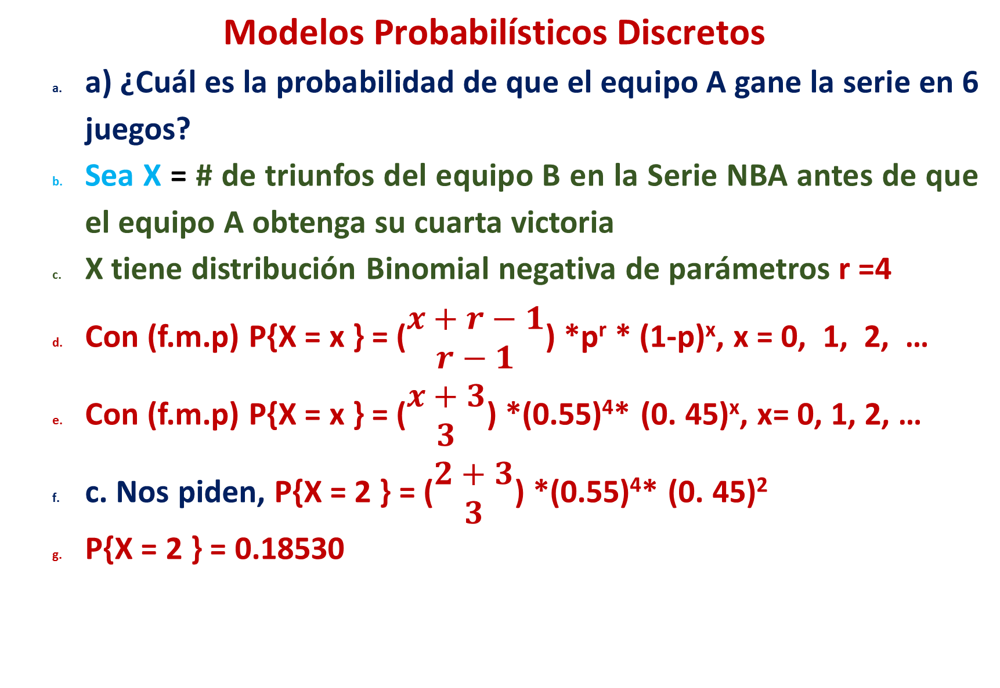 Modelos Probabilísticos Discretos
a. a) ¿Cuál es la probabilidad de que el equipo A gane la serie en 6
juegos?
b. Sea X = # de triunfos del equipo B en la Serie NBA antes de que
el equipo A obtenga su cuarta victoria
c. X tiene distribución Binomial negativa de parámetros r =4
d. Con (f.m.p) P{X = x } = (𝒙 + 𝒓 − 𝟏 𝒓 − 𝟏) *pʳ * (1-p)ˣ, x = 0, 1, 2, …
e. Con (f.m.p) P{X = x } = (𝒙 + 𝟑 𝟑) *(0.55)⁴* (0. 45)ˣ, x= 0, 1, 2, …
f. c. Nos piden, P{X = 2 } = (𝟐 + 𝟑 𝟑) *(0.55)⁴* (0. 45)²
g. P{X = 2 } = 0.18530